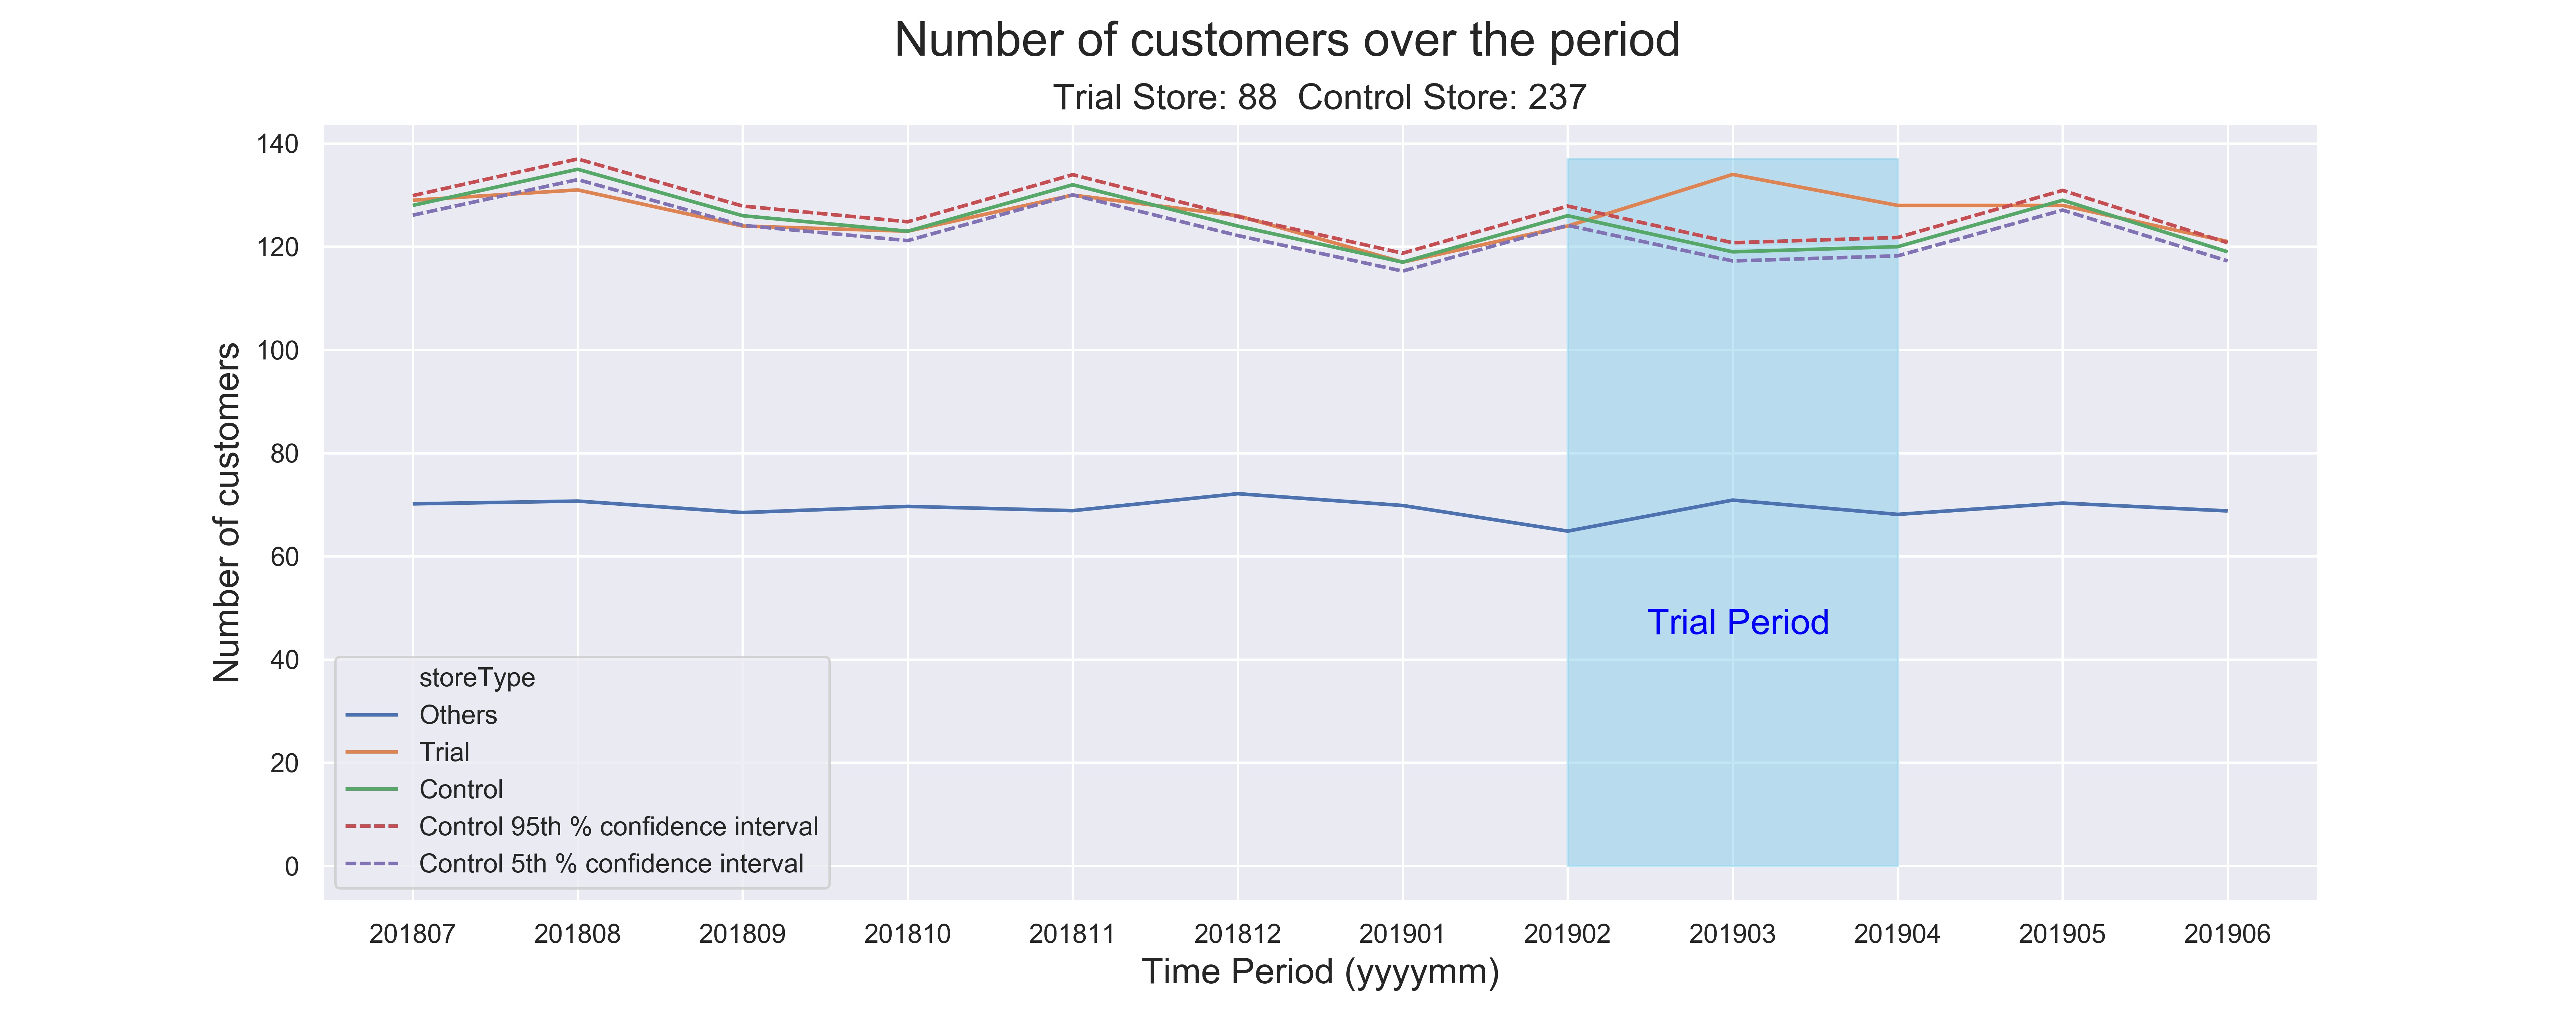 Number of customers over the period
Trial Store: 88  Control Store: 237
Number of customers
140
120
100
80
60
40
20
0
Trial Period
storeType
Others
Trial
Control
Control 95th % confidence interval
Control 5th % confidence interval
201807 201808 201809 201810 201811 201812 201901 201902 201903 201904 201905 201906
Time Period (yyyymm)